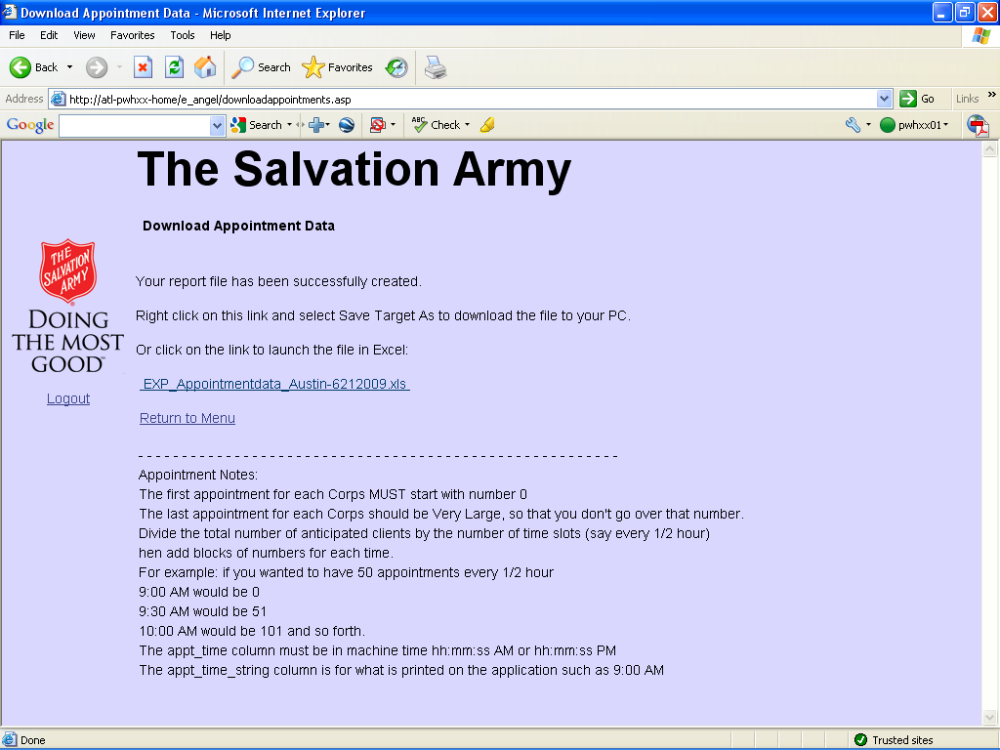 Download Appointment Data - Microsoft Internet Explorer
File Edit View Favorites Tools Help
Back Search Favorites
Address http://atl-pwhxx-home/e_angel/downloadappointments.asp Go Links »
Google Search Check pwhxx01
The Salvation Army
Download Appointment Data
THE SALVATION ARMY
DOING THE MOST GOOD™
Logout
Your report file has been successfully created.
Right click on this link and select Save Target As to download the file to your PC.
Or click on the link to launch the file in Excel:
EXP_Appointmentdata_Austin-6212009.xls
Return to Menu
- - - - - - - - - - - - - - - - - - - - - - - - - - - - - - - - - - - - - - - - - - - - - - - - - - - - - - -
Appointment Notes:
The first appointment for each Corps MUST start with number 0
The last appointment for each Corps should be Very Large, so that you don't go over that number.
Divide the total number of anticipated clients by the number of time slots (say every 1/2 hour)
hen add blocks of numbers for each time.
For example: if you wanted to have 50 appointments every 1/2 hour
9:00 AM would be 0
9:30 AM would be 51
10:00 AM would be 101 and so forth.
The appt_time column must be in machine time hh:mm:ss AM or hh:mm:ss PM
The appt_time_string column is for what is printed on the application such as 9:00 AM
Done Trusted sites